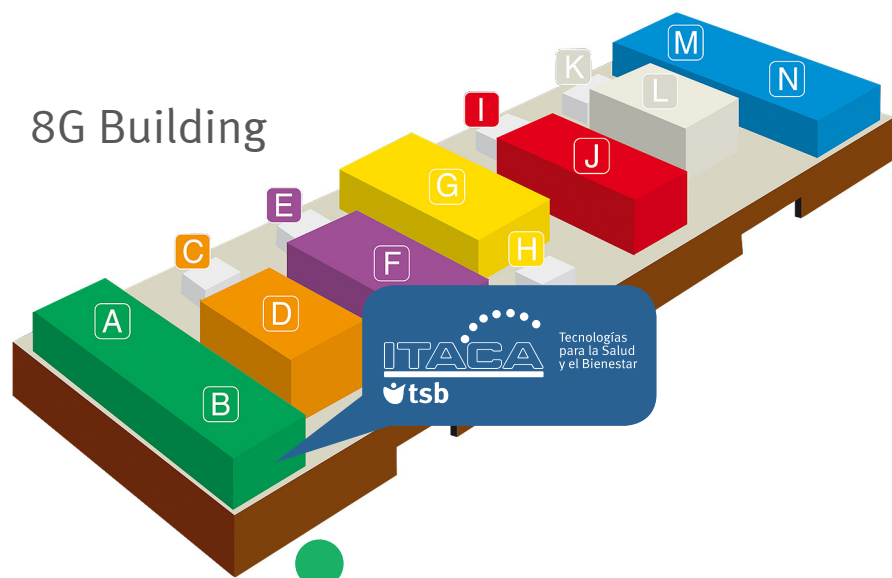 8G Building
M
N
K
L
I
J
G
E
H
C
F
D
A
B
ITACA
Tecnologías
para la Salud
y el Bienestar
tsb